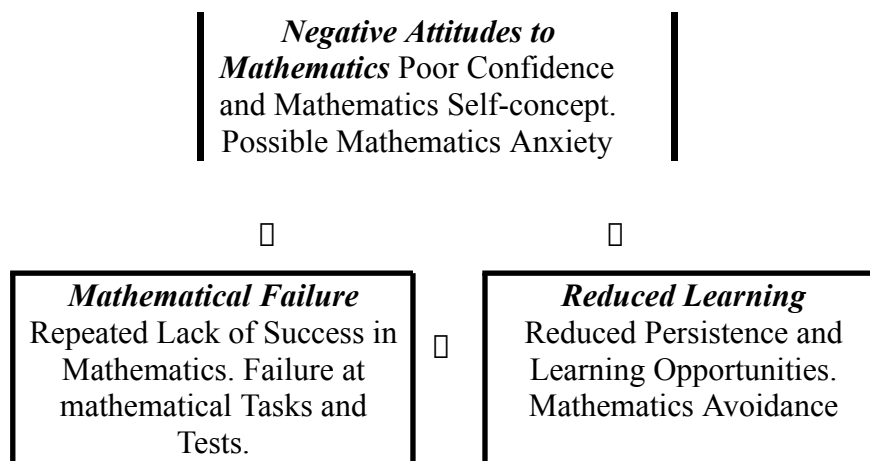 Negative Attitudes to
Mathematics Poor Confidence
and Mathematics Self-concept.
Possible Mathematics Anxiety
Mathematical Failure
Repeated Lack of Success in
Mathematics. Failure at
mathematical Tasks and
Tests.
Reduced Learning
Reduced Persistence and
Learning Opportunities.
Mathematics Avoidance